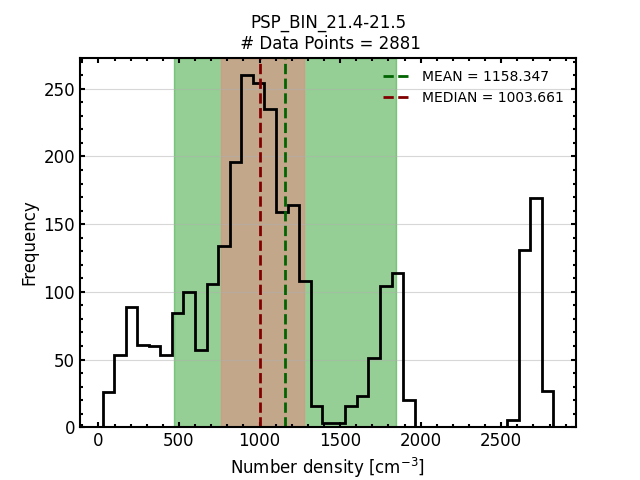 PSP_BIN_21.4-21.5
# Data Points = 2881
MEAN = 1158.347
MEDIAN = 1003.661
Frequency
250
200
150
100
50
0
0 500 1000 1500 2000 2500
Number density [cm⁻³]